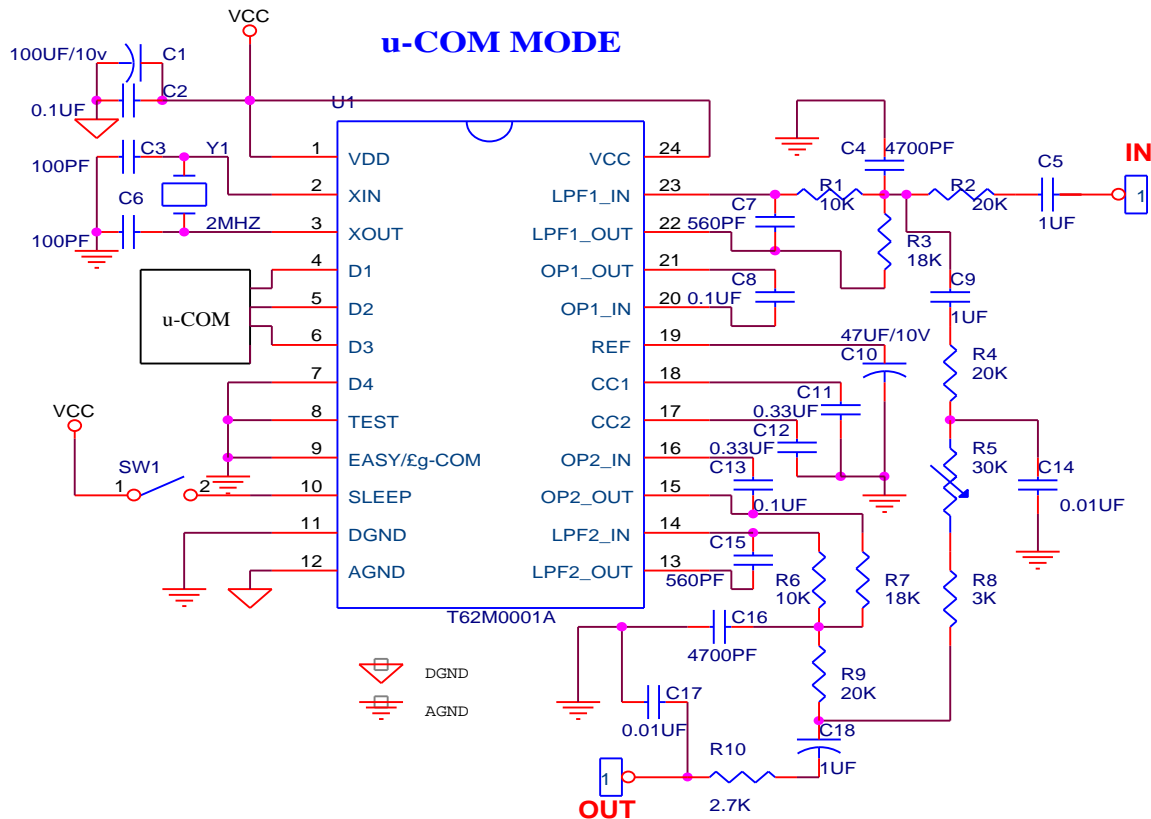 VCC
u-COM MODE
100UF/10v
C1
C2
0.1UF
U1
C3
Y1
100PF
C6
2MHZ
100PF
u-COM
VCC
SW1
1
2
1 VDD
2 XIN
3 XOUT
4 D1
5 D2
6 D3
7 D4
8 TEST
9 EASY/£g-COM
10 SLEEP
11 DGND
12 AGND
VCC 24
LPF1_IN 23
LPF1_OUT 22
OP1_OUT 21
OP1_IN 20
REF 19
CC1 18
CC2 17
OP2_IN 16
OP2_OUT 15
LPF2_IN 14
LPF2_OUT 13
T62M0001A
C4
4700PF
C5
1UF
IN
1
R1
10K
R2
20K
C7
560PF
R3
18K
C8
0.1UF
C9
1UF
47UF/10V
C10
R4
20K
C11
0.33UF
C12
0.33UF
C13
0.1UF
R5
30K
C14
0.01UF
C15
560PF
R6
10K
R7
18K
R8
3K
C16
4700PF
R9
20K
C17
0.01UF
C18
1UF
R10
2.7K
1
OUT
DGND
AGND